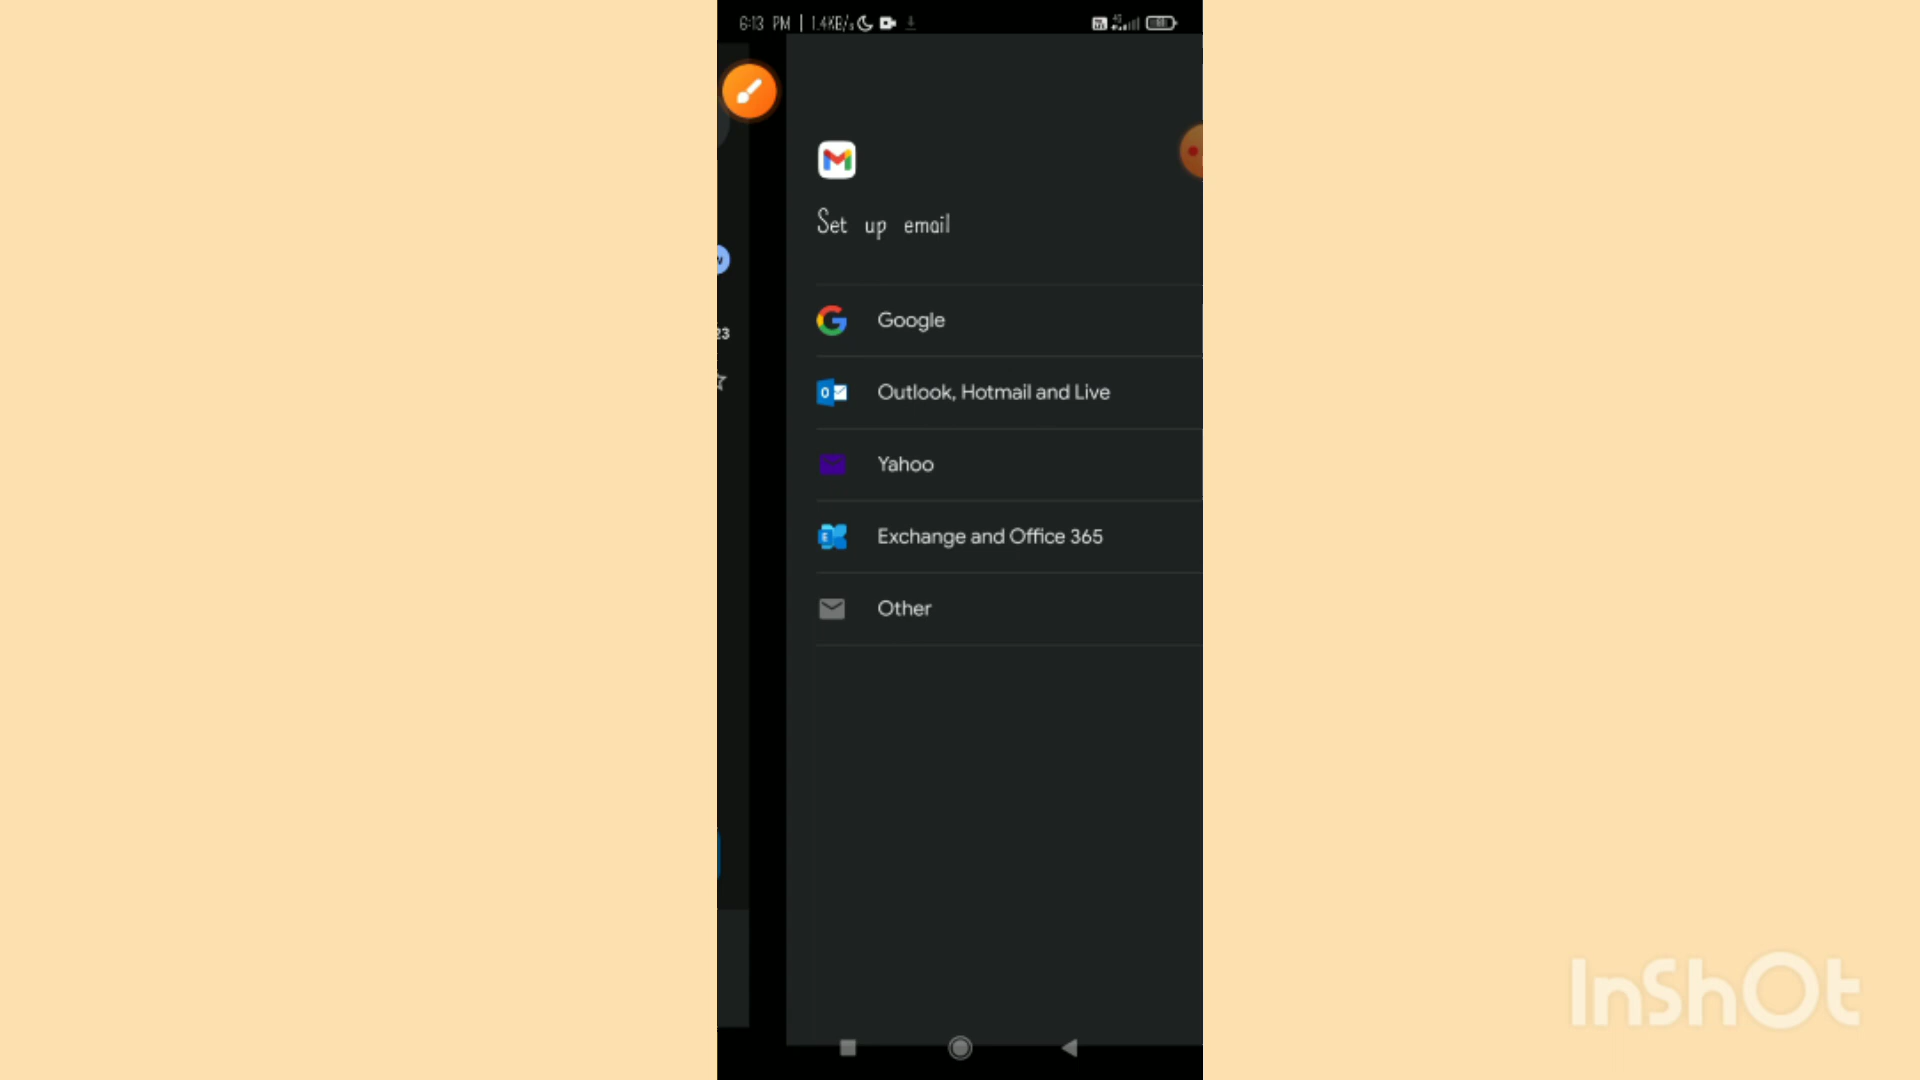 6:13 PM | 1.4KB/s
Set up email
Google
Outlook, Hotmail and Live
Yahoo
Exchange and Office 365
Other
23
InShOt